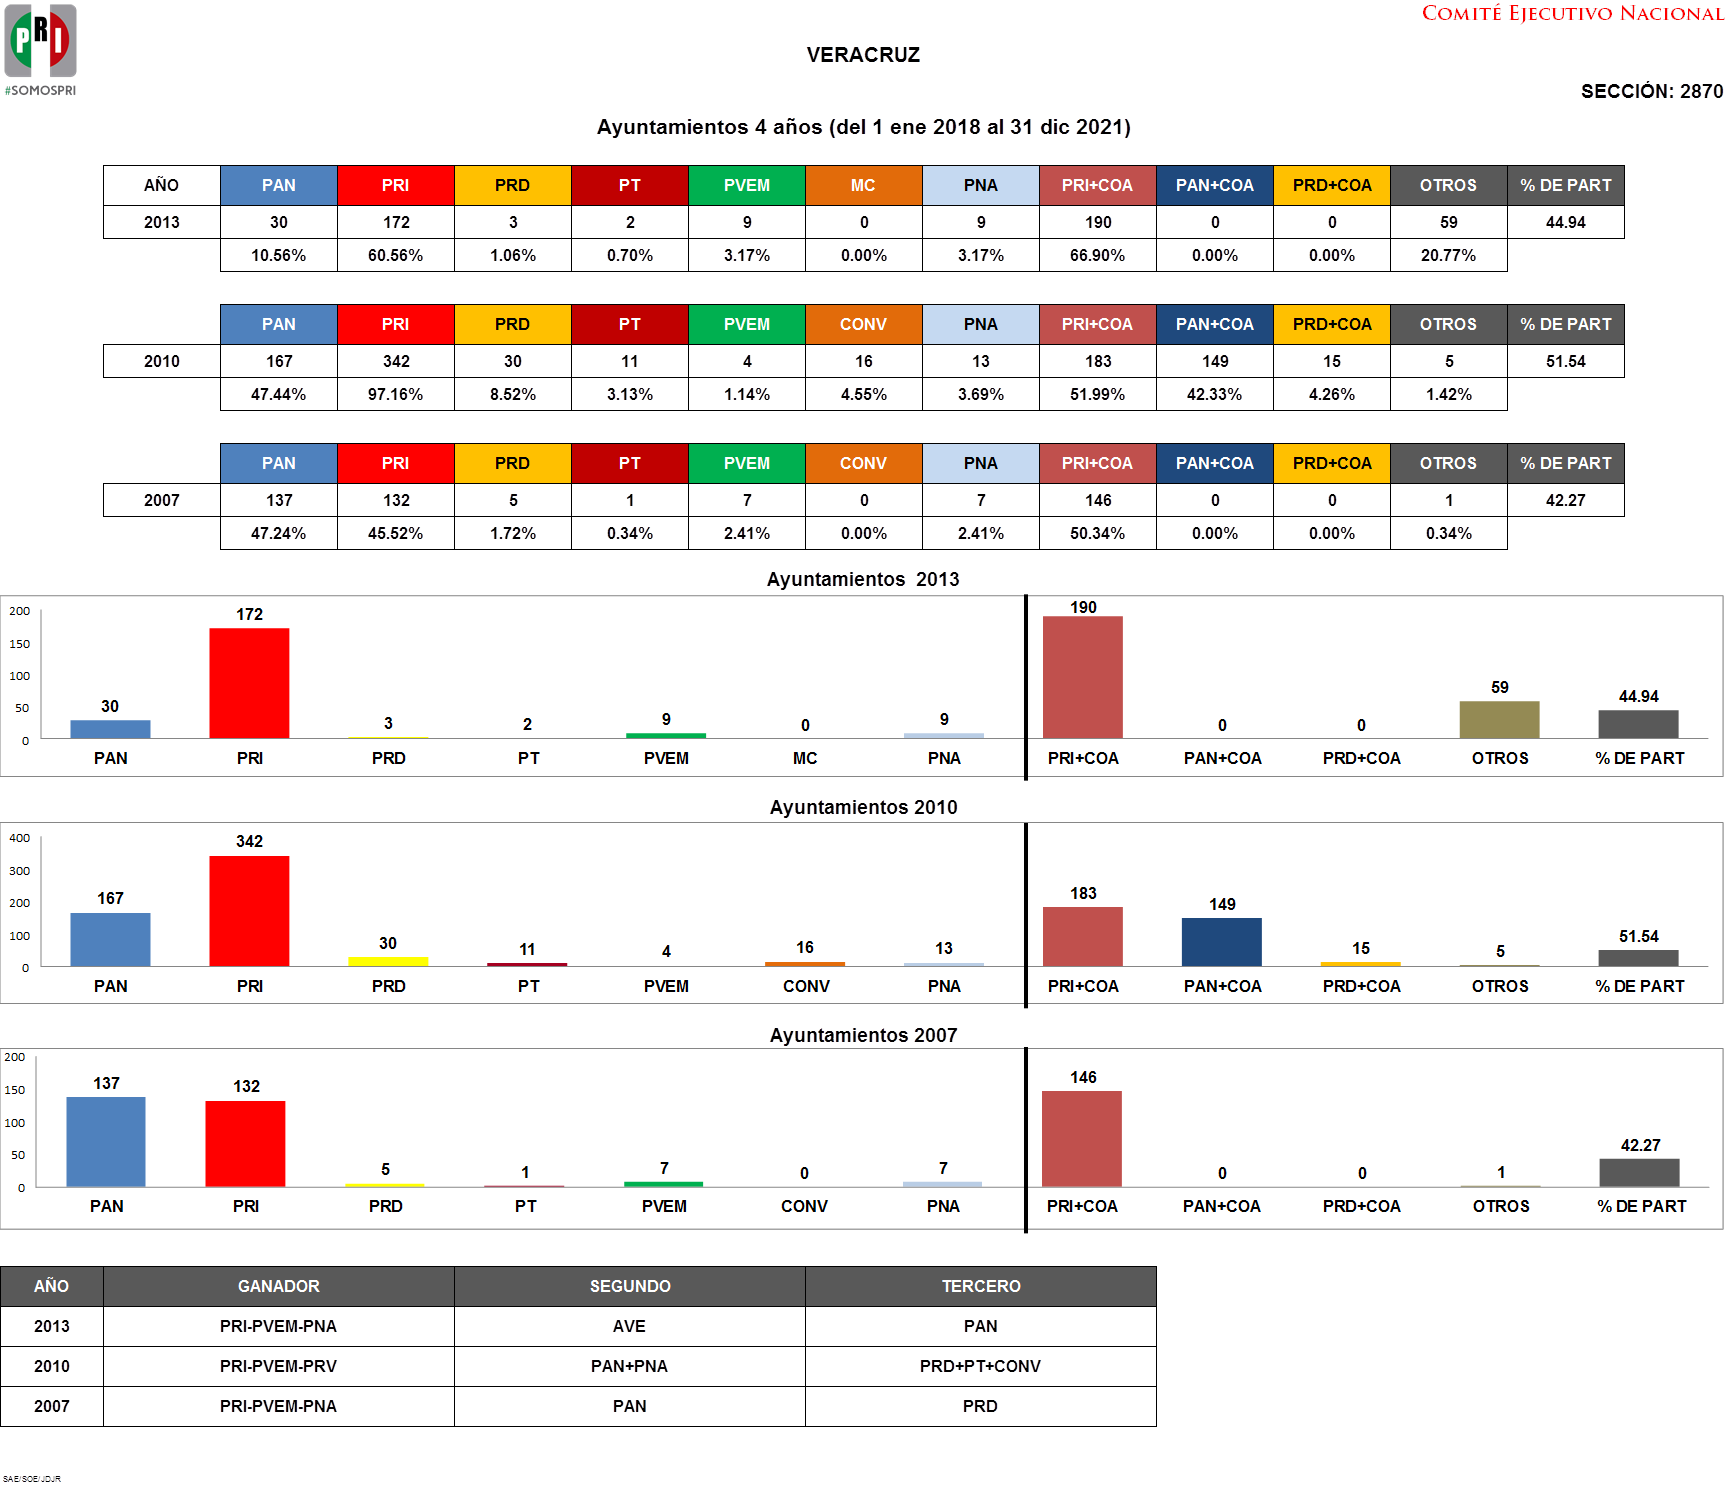 PRI
#SOMOSPRI
COMITÉ EJECUTIVO NACIONAL
VERACRUZ
SECCIÓN: 2870
Ayuntamientos 4 años (del 1 ene 2018 al 31 dic 2021)
AÑO PAN PRI PRD PT PVEM MC PNA PRI+COA PAN+COA PRD+COA OTROS % DE PART
2013 30 172 3 2 9 0 9 190 0 0 59 44.94
10.56% 60.56% 1.06% 0.70% 3.17% 0.00% 3.17% 66.90% 0.00% 0.00% 20.77%
PAN PRI PRD PT PVEM CONV PNA PRI+COA PAN+COA PRD+COA OTROS % DE PART
2010 167 342 30 11 4 16 13 183 149 15 5 51.54
47.44% 97.16% 8.52% 3.13% 1.14% 4.55% 3.69% 51.99% 42.33% 4.26% 1.42%
PAN PRI PRD PT PVEM CONV PNA PRI+COA PAN+COA PRD+COA OTROS % DE PART
2007 137 132 5 1 7 0 7 146 0 0 1 42.27
47.24% 45.52% 1.72% 0.34% 2.41% 0.00% 2.41% 50.34% 0.00% 0.00% 0.34%
Ayuntamientos 2013
200
150
100
50
0
30 172 3 2 9 0 9 190 0 0 59 44.94
PAN PRI PRD PT PVEM MC PNA PRI+COA PAN+COA PRD+COA OTROS % DE PART
Ayuntamientos 2010
400
300
200
100
0
167 342 30 11 4 16 13 183 149 15 5 51.54
PAN PRI PRD PT PVEM CONV PNA PRI+COA PAN+COA PRD+COA OTROS % DE PART
Ayuntamientos 2007
200
150
100
50
0
137 132 5 1 7 0 7 146 0 0 1 42.27
PAN PRI PRD PT PVEM CONV PNA PRI+COA PAN+COA PRD+COA OTROS % DE PART
AÑO GANADOR SEGUNDO TERCERO
2013 PRI-PVEM-PNA AVE PAN
2010 PRI-PVEM-PRV PAN+PNA PRD+PT+CONV
2007 PRI-PVEM-PNA PAN PRD
SAE/SOE/JDJR